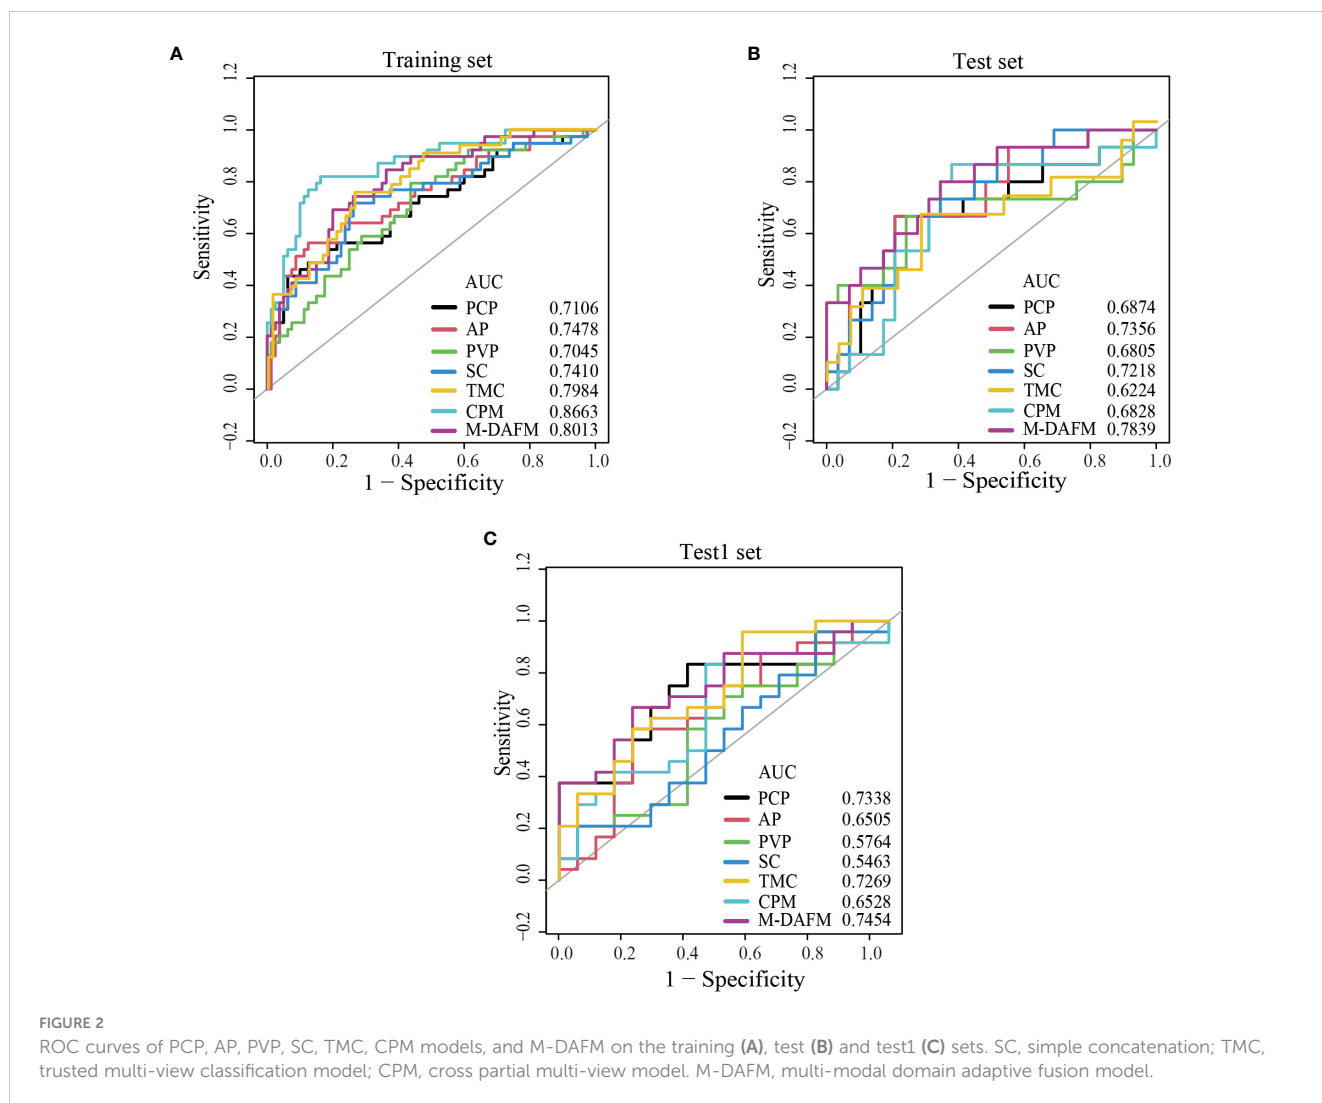 A
Training set
Sensitivity
1.2
1.0
0.8
0.6
0.4
0.2
0.0
−0.2
AUC
PCP 0.7106
AP 0.7478
PVP 0.7045
SC 0.7410
TMC 0.7984
CPM 0.8663
M-DAFM 0.8013
0.0 0.2 0.4 0.6 0.8 1.0
1 − Specificity
B
Test set
Sensitivity
1.2
1.0
0.8
0.6
0.4
0.2
0.0
−0.2
AUC
PCP 0.6874
AP 0.7356
PVP 0.6805
SC 0.7218
TMC 0.6224
CPM 0.6828
M-DAFM 0.7839
0.0 0.2 0.4 0.6 0.8 1.0
1 − Specificity
C
Test1 set
Sensitivity
1.2
1.0
0.8
0.6
0.4
0.2
0.0
−0.2
AUC
PCP 0.7338
AP 0.6505
PVP 0.5764
SC 0.5463
TMC 0.7269
CPM 0.6528
M-DAFM 0.7454
0.0 0.2 0.4 0.6 0.8 1.0
1 − Specificity
FIGURE 2
ROC curves of PCP, AP, PVP, SC, TMC, CPM models, and M-DAFM on the training (A), test (B) and test1 (C) sets. SC, simple concatenation; TMC,
trusted multi-view classification model; CPM, cross partial multi-view model. M-DAFM, multi-modal domain adaptive fusion model.